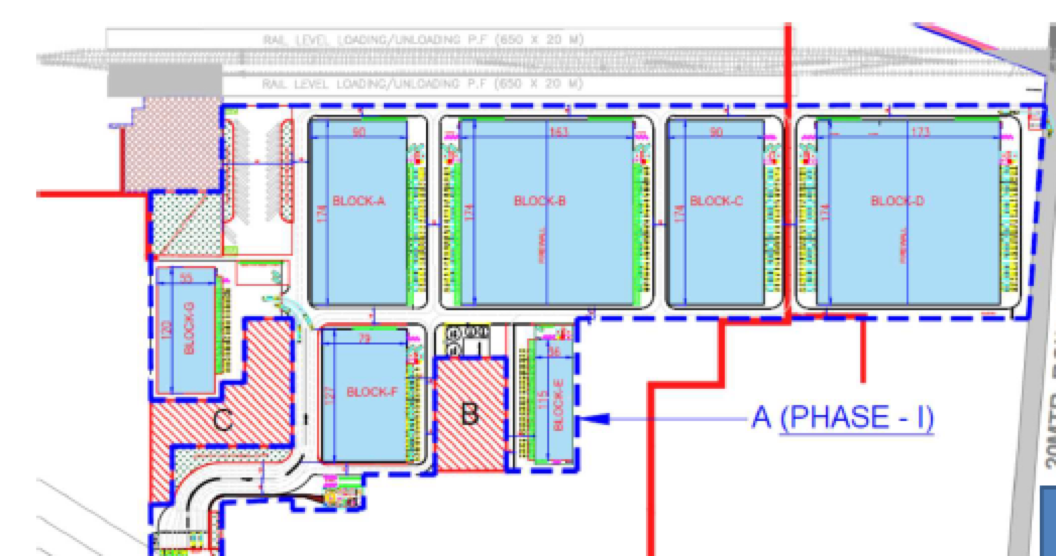 RAIL LEVEL LOADING/UNLOADING P.F (650 X 20 M)
RAIL LEVEL LOADING/UNLOADING P.F (650 X 20 M)
90
163
90
173
BLOCK-A
BLOCK-B
BLOCK-C
BLOCK-D
174
174
174
174
55
120
BLOCK-G
79
127
BLOCK-F
36
115
BLOCK-E
C
B
A (PHASE - I)